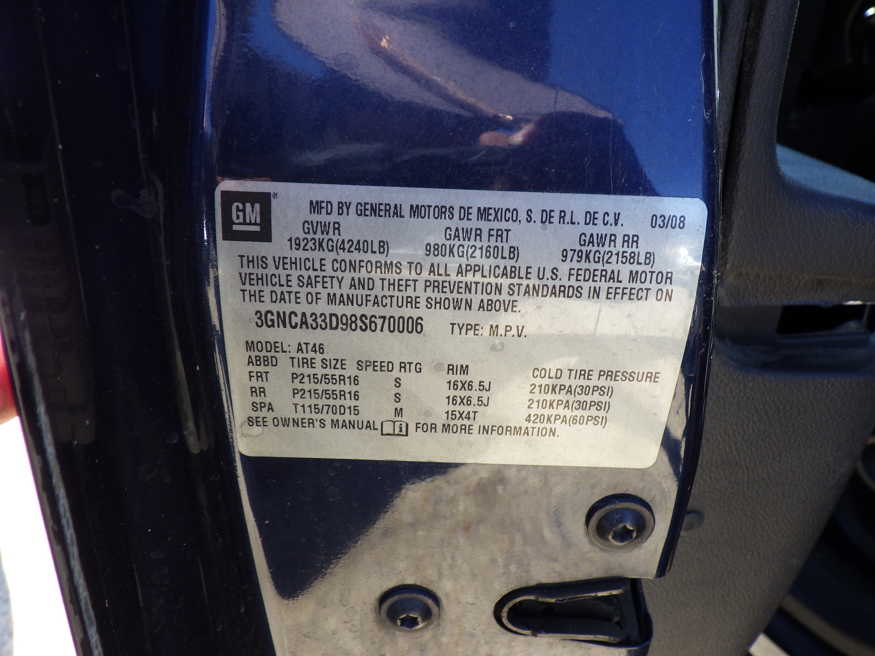 GM ® MFD BY GENERAL MOTORS DE MEXICO, S. DE R.L. DE C.V. 03/08
GVWR GAWR FRT GAWR RR
1923KG(4240LB) 980KG(2160LB) 979KG(2158LB)
THIS VEHICLE CONFORMS TO ALL APPLICABLE U.S. FEDERAL MOTOR
VEHICLE SAFETY AND THEFT PREVENTION STANDARDS IN EFFECT ON
THE DATE OF MANUFACTURE SHOWN ABOVE.
3GNCA33D98S670006 TYPE: M.P.V.
MODEL: AT46
ABBD TIRE SIZE SPEED RTG RIM COLD TIRE PRESSURE
FRT P215/55R16 S 16X6.5J 210KPA(30PSI)
RR P215/55R16 S 16X6.5J 210KPA(30PSI)
SPA T115/70D15 M 15X4T 420KPA(60PSI)
SEE OWNER'S MANUAL FOR MORE INFORMATION.